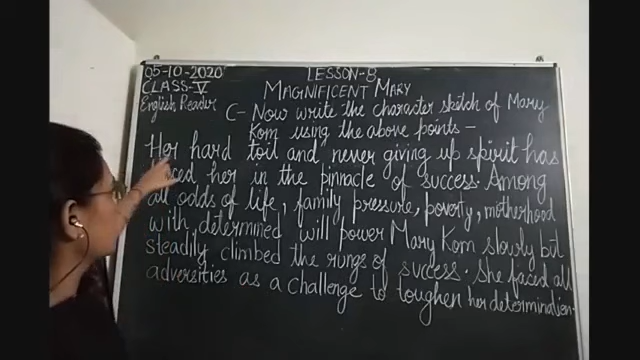 05-10-2020
LESSON-8
CLASS-V
MAGNIFICENT MARY
English Reader
C- Now write the character sketch of Mary
Kom using the above points -
Her hard toil and never giving up spirit has
her in the pinnacle of success. Among
all odds of life, family pressure, poverty, motherhood
with determined will power Mary Kom slowly but
steadily climbed the rungs of success. She faced all
adversities as a challenge to toughen her determination.